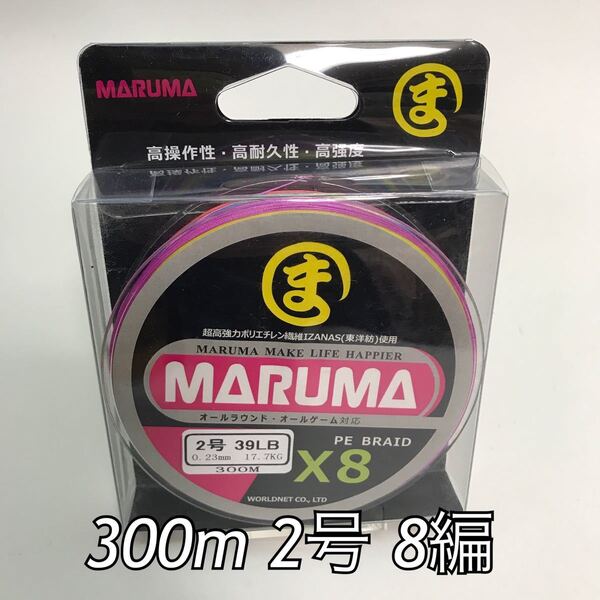 MARUMA
ま
高操作性・高耐久性・高強度
ま
超高強力ポリエチレン繊維IZANAS(東洋紡)使用
MARUMA MAKE LIFE HAPPIER
MARUMA
オールラウンド・オールゲーム対応
2号 39LB
0.23mm 17.7KG
300M
PE BRAID
X8
WORLDNET CO., LTD
300m 2号 8編